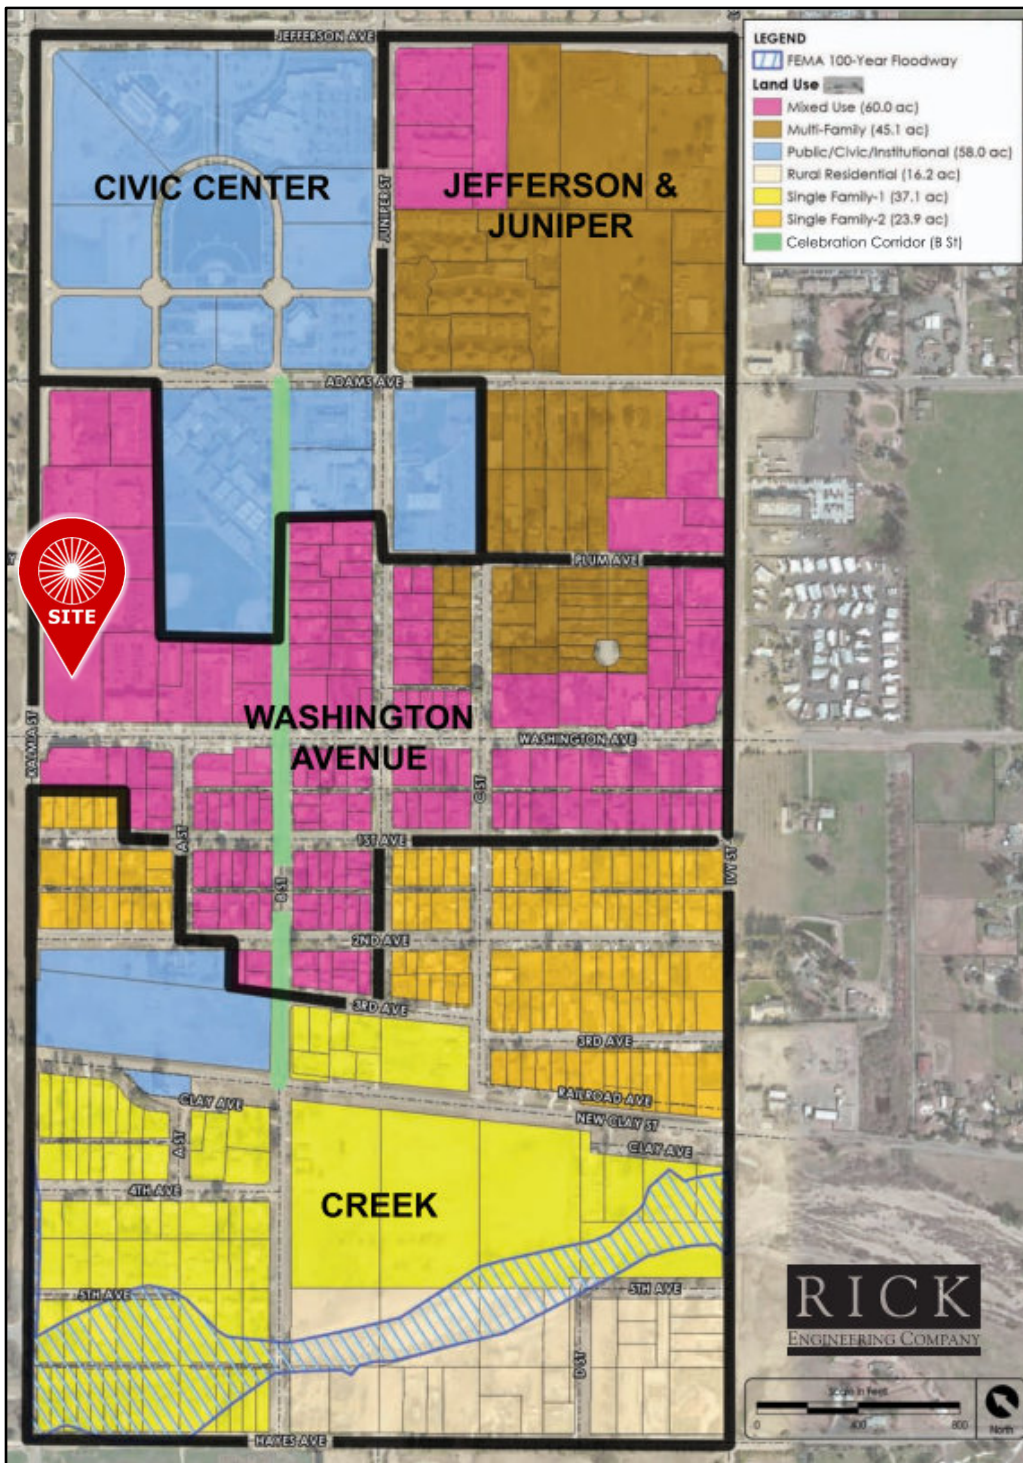 JEFFERSON AVE
LEGEND
FEMA 100-Year Floodway
Land Use
Mixed Use (60.0 ac)
Multi-Family (45.1 ac)
Public/Civic/Institutional (58.0 ac)
Rural Residential (16.2 ac)
Single Family-1 (37.1 ac)
Single Family-2 (23.9 ac)
Celebration Corridor (B St)
CIVIC CENTER
JUNIPER ST
JEFFERSON &
JUNIPER
ADAMS AVE
PLUM AVE
SITE
KALMIA ST
WASHINGTON
AVENUE
WASHINGTON AVE
C ST
A ST
1ST AVE
IVY ST
B ST
2ND AVE
3RD AVE
3RD AVE
RAILROAD AVE
CLAY AVE
NEW CLAY ST
A ST
CLAY AVE
4TH AVE
CREEK
5TH AVE
5TH AVE
D ST
HAYES AVE
RICK
ENGINEERING COMPANY
Scale in Feet
0 400 800
North